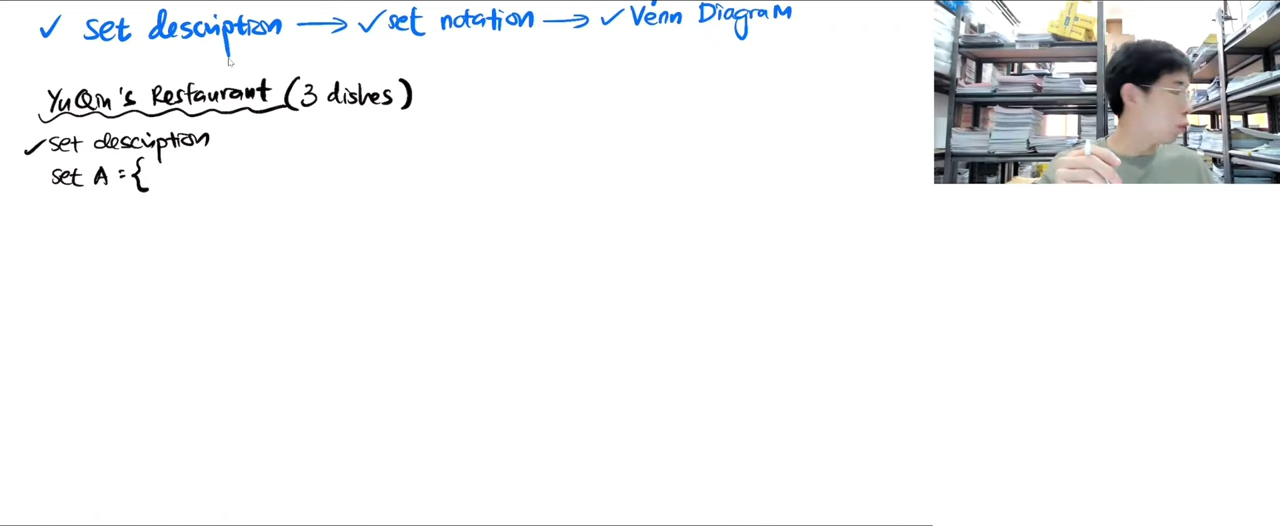 ✓ set description → ✓ set notation → ✓ Venn Diagram
YuQin's Restaurant (3 dishes)
✓ set description
set A = {